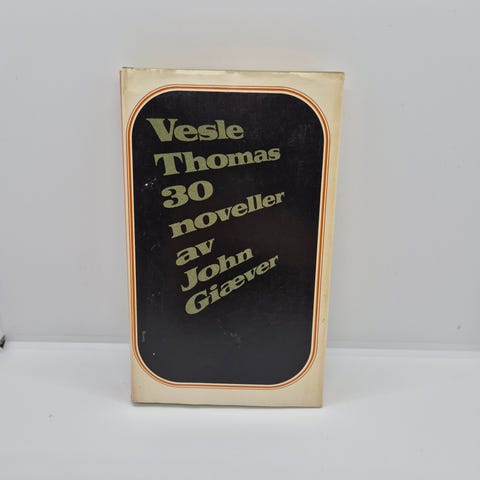 Vesle
Thomas
30
noveller
av
John
Giæver